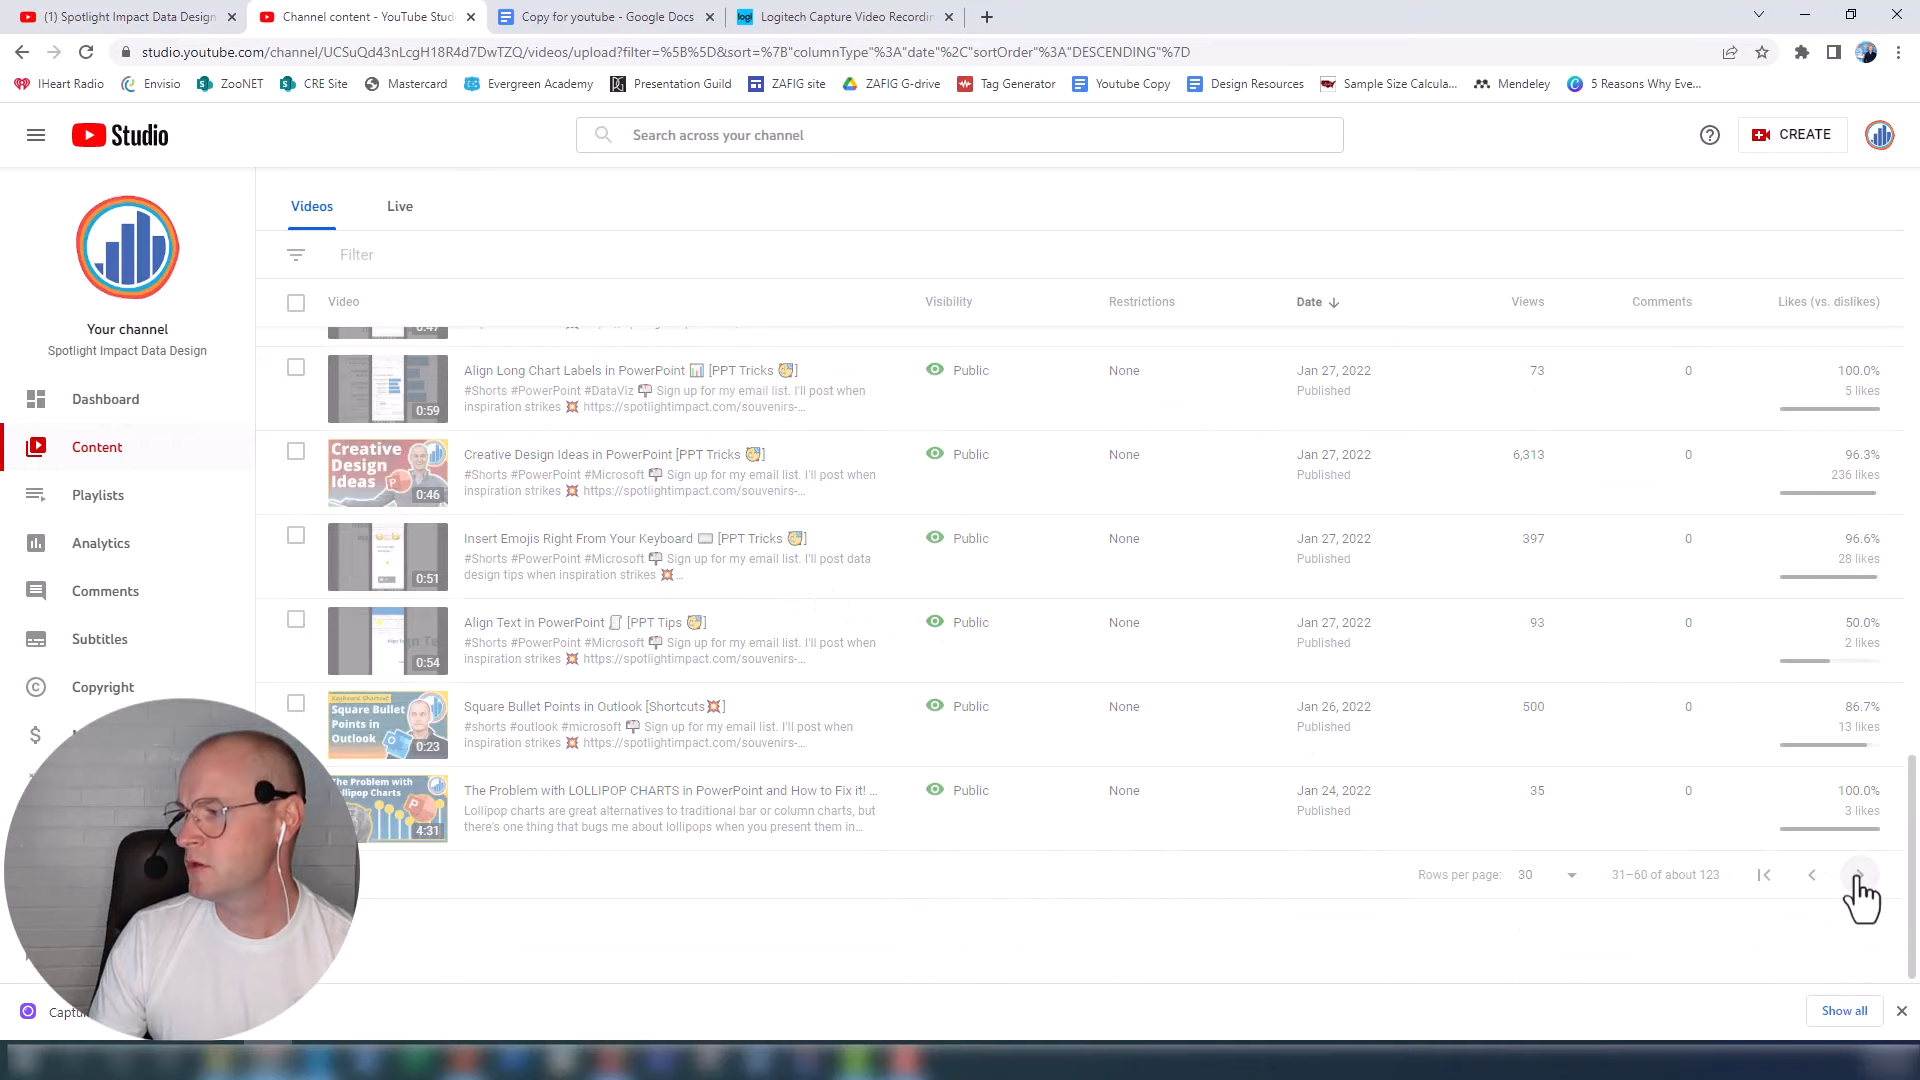 (1) Spotlight Impact Data Design
Channel content - YouTube Studi
Copy for youtube - Google Docs
logi
Logitech Capture Video Recordin
studio.youtube.com/channel/UCSuQd43nLcgH18R4d7DwTZQ/videos/upload?filter=%5B%5D&sort=%7B"columnType"%3A"date"%2C"sortOrder"%3A"DESCENDING"%7D
IHeart Radio
Envisio
ZooNET
CRE Site
Mastercard
Evergreen Academy
Presentation Guild
ZAFIG site
ZAFIG G-drive
Tag Generator
Youtube Copy
Design Resources
Sample Size Calcula...
Mendeley
5 Reasons Why Eve...
Studio
Search across your channel
CREATE
Your channel
Spotlight Impact Data Design
Dashboard
Content
Playlists
Analytics
Comments
Subtitles
Copyright
Videos
Live
Filter
Video
Visibility
Restrictions
Date
Views
Comments
Likes (vs. dislikes)
0:47
0:59
Align Long Chart Labels in PowerPoint 📊 [PPT Tricks 🧐]
#Shorts #PowerPoint #DataViz 📬 Sign up for my email list. I'll post when
inspiration strikes 💥 https://spotlightimpact.com/souvenirs-...
Public
None
Jan 27, 2022
Published
73
0
100.0%
5 likes
Creative
Design
Ideas
0:46
Creative Design Ideas in PowerPoint [PPT Tricks 🧐]
#Shorts #PowerPoint #Microsoft 📬 Sign up for my email list. I'll post when
inspiration strikes 💥 https://spotlightimpact.com/souvenirs-...
Public
None
Jan 27, 2022
Published
6,313
0
96.3%
236 likes
0:51
Insert Emojis Right From Your Keyboard ⌨️ [PPT Tricks 🧐]
#Shorts #PowerPoint #Microsoft 📬 Sign up for my email list. I'll post data
design tips when inspiration strikes 💥...
Public
None
Jan 27, 2022
Published
397
0
96.6%
28 likes
0:54
Align Text in PowerPoint 📜 [PPT Tips 🧐]
#Shorts #PowerPoint #Microsoft 📬 Sign up for my email list. I'll post when
inspiration strikes 💥 https://spotlightimpact.com/souvenirs-...
Public
None
Jan 27, 2022
Published
93
0
50.0%
2 likes
Keyboard Shortcut
Square Bullet
Points in
Outlook
0:23
Square Bullet Points in Outlook [Shortcuts💥]
#shorts #outlook #microsoft 📬 Sign up for my email list. I'll post when
inspiration strikes 💥 https://spotlightimpact.com/souvenirs-...
Public
None
Jan 26, 2022
Published
500
0
86.7%
13 likes
The Problem with
Lollipop Charts
4:31
The Problem with LOLLIPOP CHARTS in PowerPoint and How to Fix it! ...
Lollipop charts are great alternatives to traditional bar or column charts, but
there's one thing that bugs me about lollipops when you present them in...
Public
None
Jan 24, 2022
Published
35
0
100.0%
3 likes
Rows per page: 30
31–60 of about 123
Captu
Show all